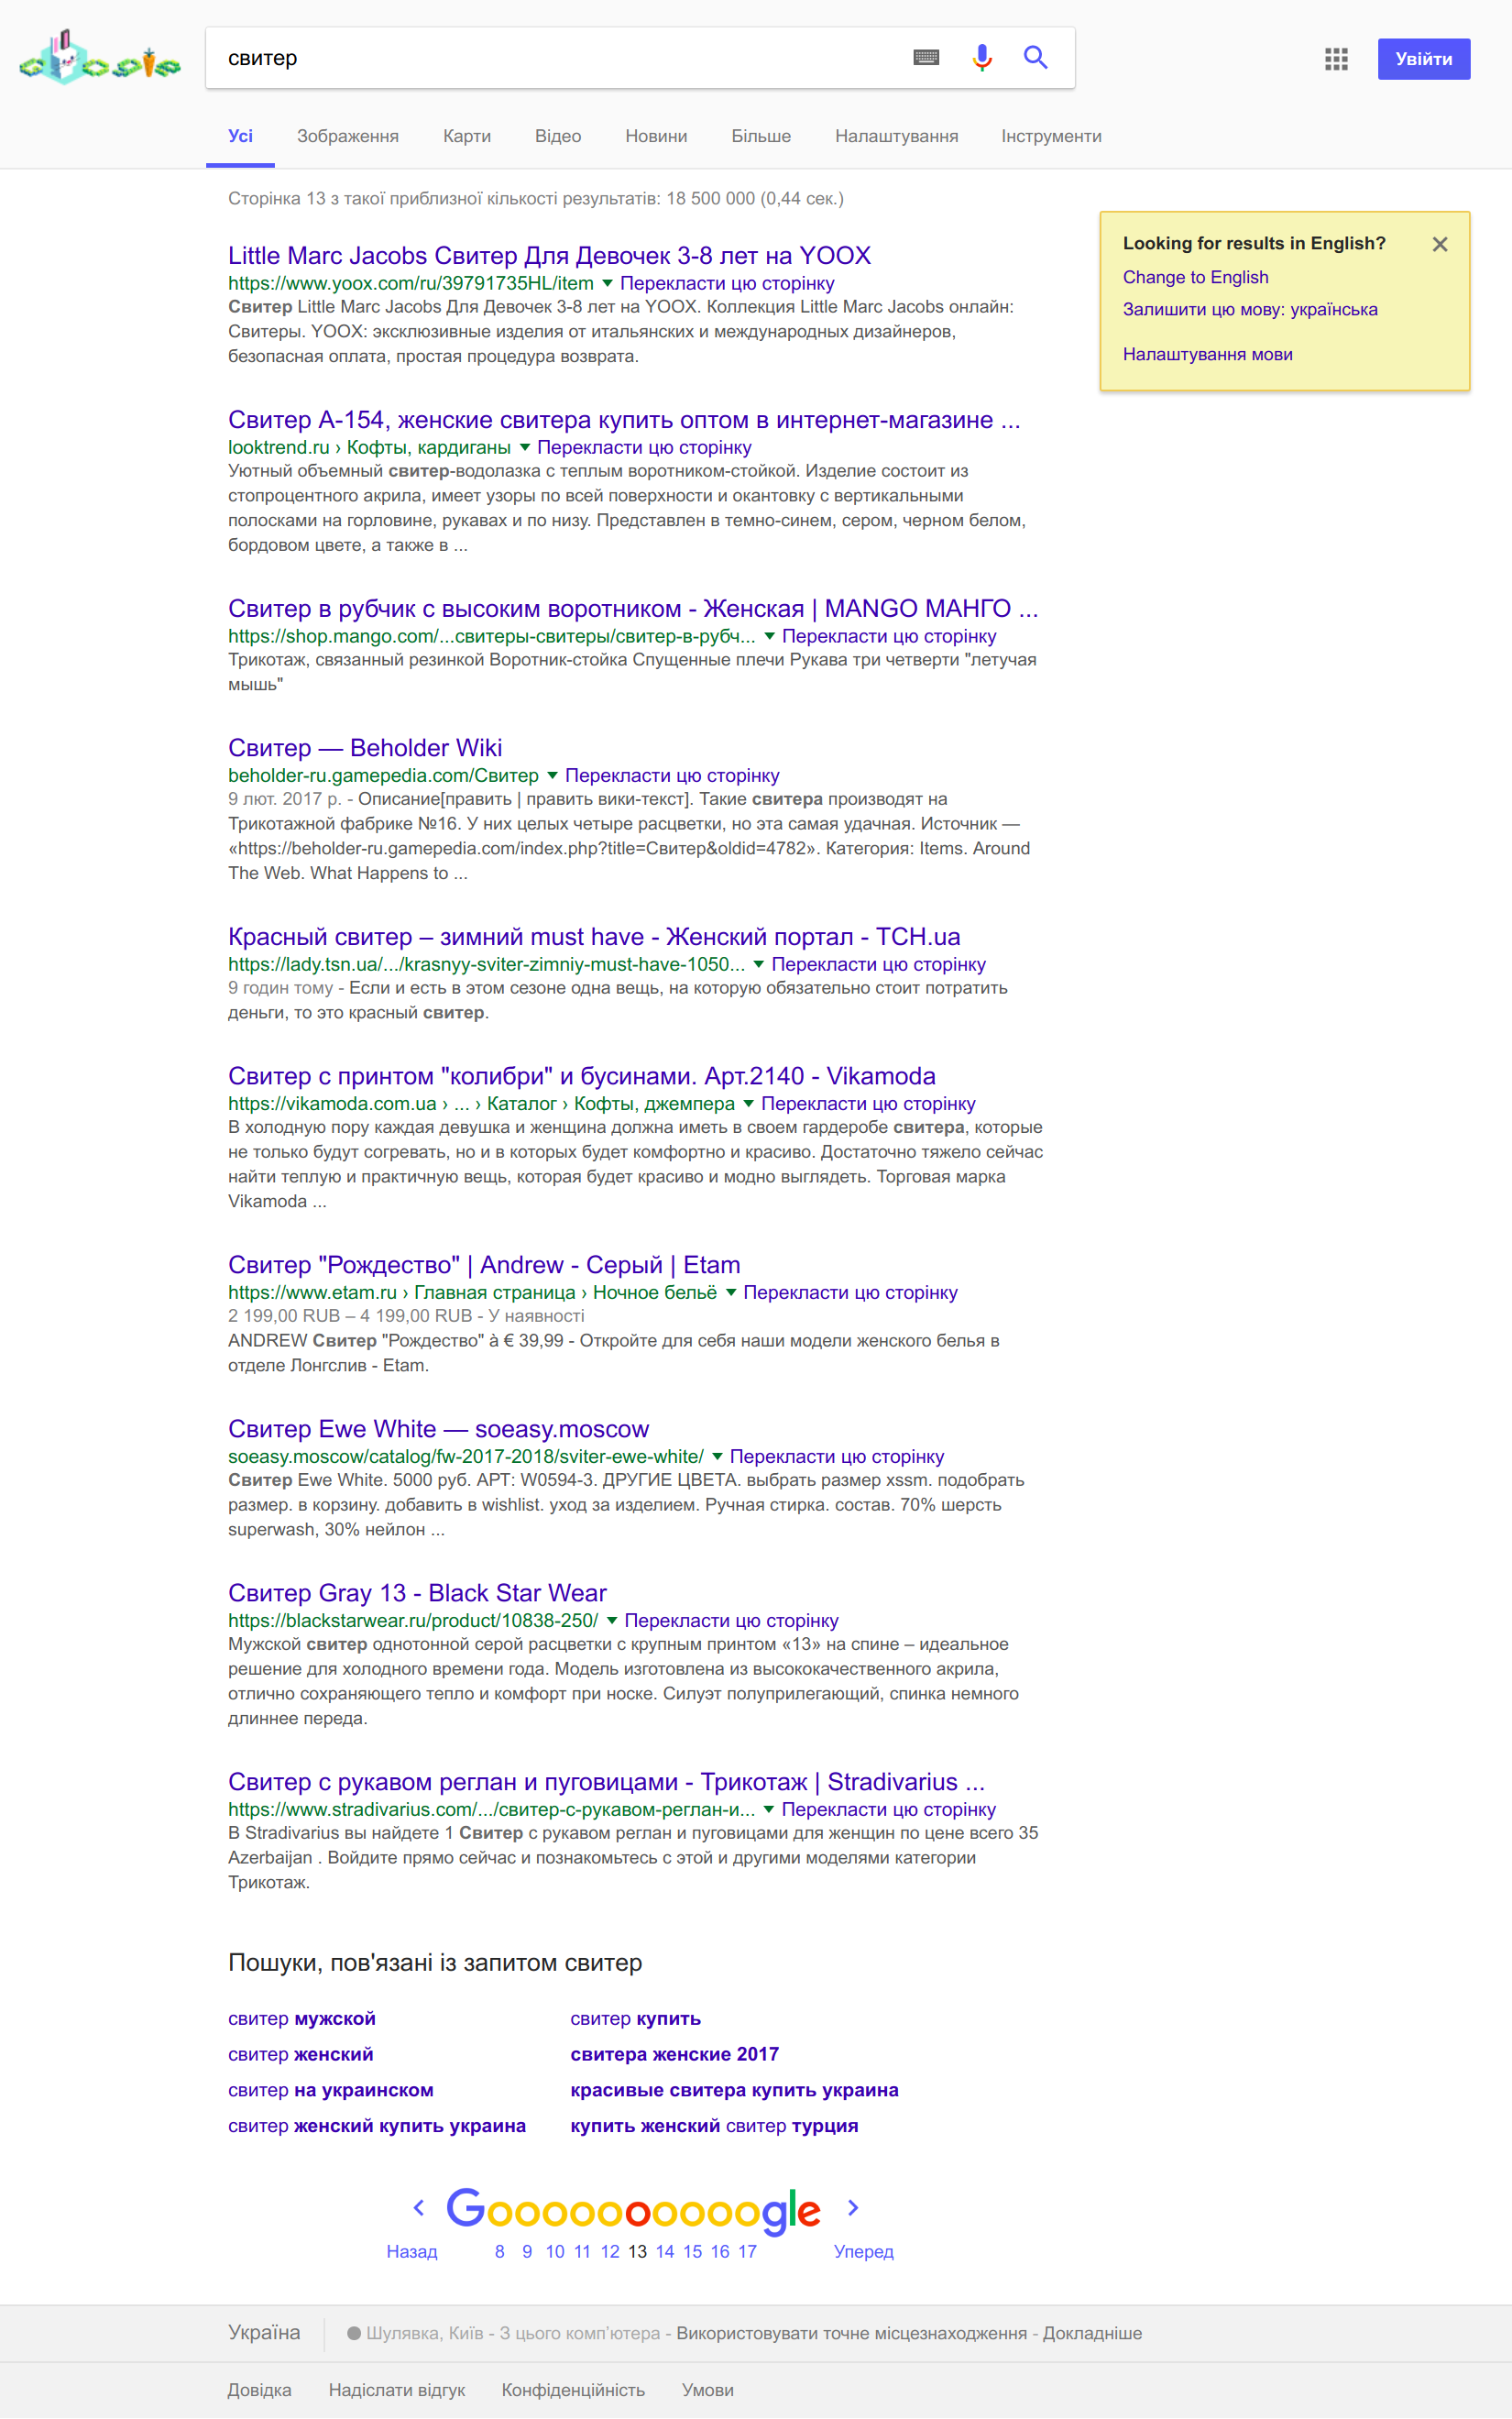 свитер
Увійти
Усі Зображення Карти Відео Новини Більше Налаштування Інструменти
Сторінка 13 з такої приблизної кількості результатів: 18 500 000 (0,44 сек.)
Looking for results in English?
Change to English
Залишити цю мову: українська
Налаштування мови
Little Marc Jacobs Свитер Для Девочек 3-8 лет на YOOX
https://www.yoox.com/ru/39791735HL/item Перекласти цю сторінку
Свитер Little Marc Jacobs Для Девочек 3-8 лет на YOOX. Коллекция Little Marc Jacobs онлайн:
Свитеры. YOOX: эксклюзивные изделия от итальянских и международных дизайнеров,
безопасная оплата, простая процедура возврата.
Свитер А-154, женские свитера купить оптом в интернет-магазине ...
looktrend.ru › Кофты, кардиганы Перекласти цю сторінку
Уютный объемный свитер-водолазка с теплым воротником-стойкой. Изделие состоит из
стопроцентного акрила, имеет узоры по всей поверхности и окантовку с вертикальными
полосками на горловине, рукавах и по низу. Представлен в темно-синем, сером, черном белом,
бордовом цвете, а также в ...
Свитер в рубчик с высоким воротником - Женская | MANGO МАНГО ...
https://shop.mango.com/...свитеры-свитеры/свитер-в-рубч... Перекласти цю сторінку
Трикотаж, связанный резинкой Воротник-стойка Спущенные плечи Рукава три четверти "летучая
мышь"
Свитер — Beholder Wiki
beholder-ru.gamepedia.com/Свитер Перекласти цю сторінку
9 лют. 2017 р. - Описание[править | править вики-текст]. Такие свитера производят на
Трикотажной фабрике №16. У них целых четыре расцветки, но эта самая удачная. Источник —
«https://beholder-ru.gamepedia.com/index.php?title=Свитер&oldid=4782». Категория: Items. Around
The Web. What Happens to ...
Красный свитер – зимний must have - Женский портал - ТСН.ua
https://lady.tsn.ua/.../krasnyy-sviter-zimniy-must-have-1050... Перекласти цю сторінку
9 годин тому - Если и есть в этом сезоне одна вещь, на которую обязательно стоит потратить
деньги, то это красный свитер.
Свитер с принтом "колибри" и бусинами. Арт.2140 - Vikamoda
https://vikamoda.com.ua › ... › Каталог › Кофты, джемпера Перекласти цю сторінку
В холодную пору каждая девушка и женщина должна иметь в своем гардеробе свитера, которые
не только будут согревать, но и в которых будет комфортно и красиво. Достаточно тяжело сейчас
найти теплую и практичную вещь, которая будет красиво и модно выглядеть. Торговая марка
Vikamoda ...
Свитер "Рождество" | Andrew - Серый | Etam
https://www.etam.ru › Главная страница › Ночное бельё Перекласти цю сторінку
2 199,00 RUB – 4 199,00 RUB - У наявності
ANDREW Свитер "Рождество" à € 39,99 - Откройте для себя наши модели женского белья в
отделе Лонгслив - Etam.
Свитер Ewe White — soeasy.moscow
soeasy.moscow/catalog/fw-2017-2018/sviter-ewe-white/ Перекласти цю сторінку
Свитер Ewe White. 5000 руб. АРТ: W0594-3. ДРУГИЕ ЦВЕТА. выбрать размер xssm. подобрать
размер. в корзину. добавить в wishlist. уход за изделием. Ручная стирка. состав. 70% шерсть
superwash, 30% нейлон ...
Свитер Gray 13 - Black Star Wear
https://blackstarwear.ru/product/10838-250/ Перекласти цю сторінку
Мужской свитер однотонной серой расцветки с крупным принтом «13» на спине – идеальное
решение для холодного времени года. Модель изготовлена из высококачественного акрила,
отлично сохраняющего тепло и комфорт при носке. Силуэт полуприлегающий, спинка немного
длиннее переда.
Свитер с рукавом реглан и пуговицами - Трикотаж | Stradivarius ...
https://www.stradivarius.com/.../свитер-с-рукавом-реглан-и... Перекласти цю сторінку
В Stradivarius вы найдете 1 Свитер с рукавом реглан и пуговицами для женщин по цене всего 35
Azerbaijan . Войдите прямо сейчас и познакомьтесь с этой и другими моделями категории
Трикотаж.
Пошуки, пов'язані із запитом свитер
свитер мужской свитер купить
свитер женский свитера женские 2017
свитер на украинском красивые свитера купить украина
свитер женский купить украина купить женский свитер турция
Goooooooooogle
Назад 8 9 10 11 12 13 14 15 16 17 Уперед
Україна Шулявка, Київ - З цього комп'ютера - Використовувати точне місцезнаходження - Докладніше
Довідка Надіслати відгук Конфіденційність Умови